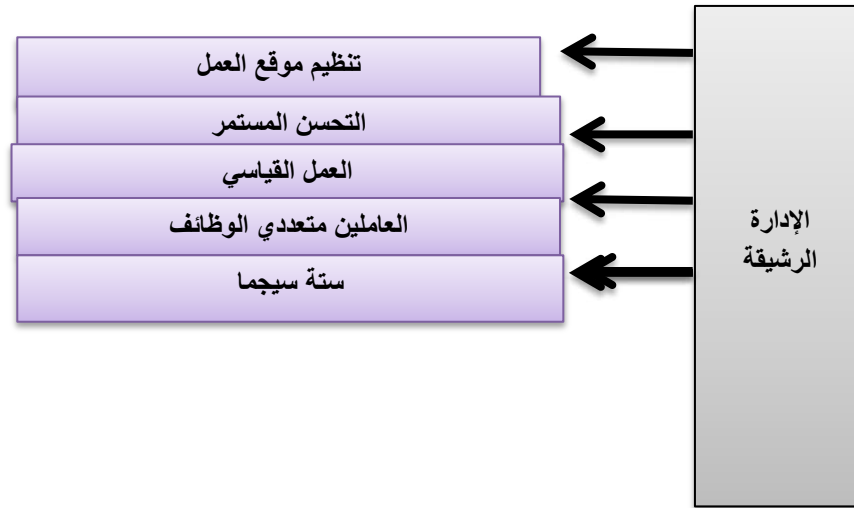 تنظيم موقع العمل
التحسن المستمر
العمل القياسي
العاملين متعددي الوظائف
ستة سيجما
الإدارة
الرشيقة